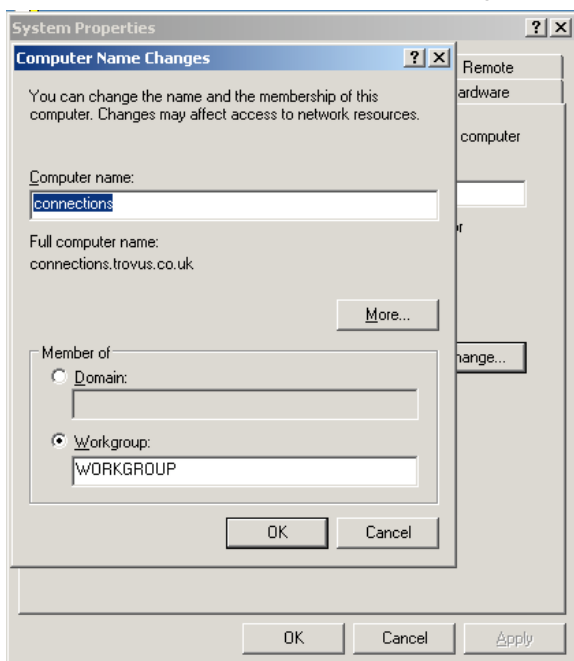 System Properties
Computer Name Changes
Remote
ardware
You can change the name and the membership of this
computer. Changes may affect access to network resources.
computer
Computer name:
connections
Full computer name:
connections.trovus.co.uk
More...
Member of
Domain:
hange...
Workgroup:
WORKGROUP
OK Cancel
OK Cancel Apply